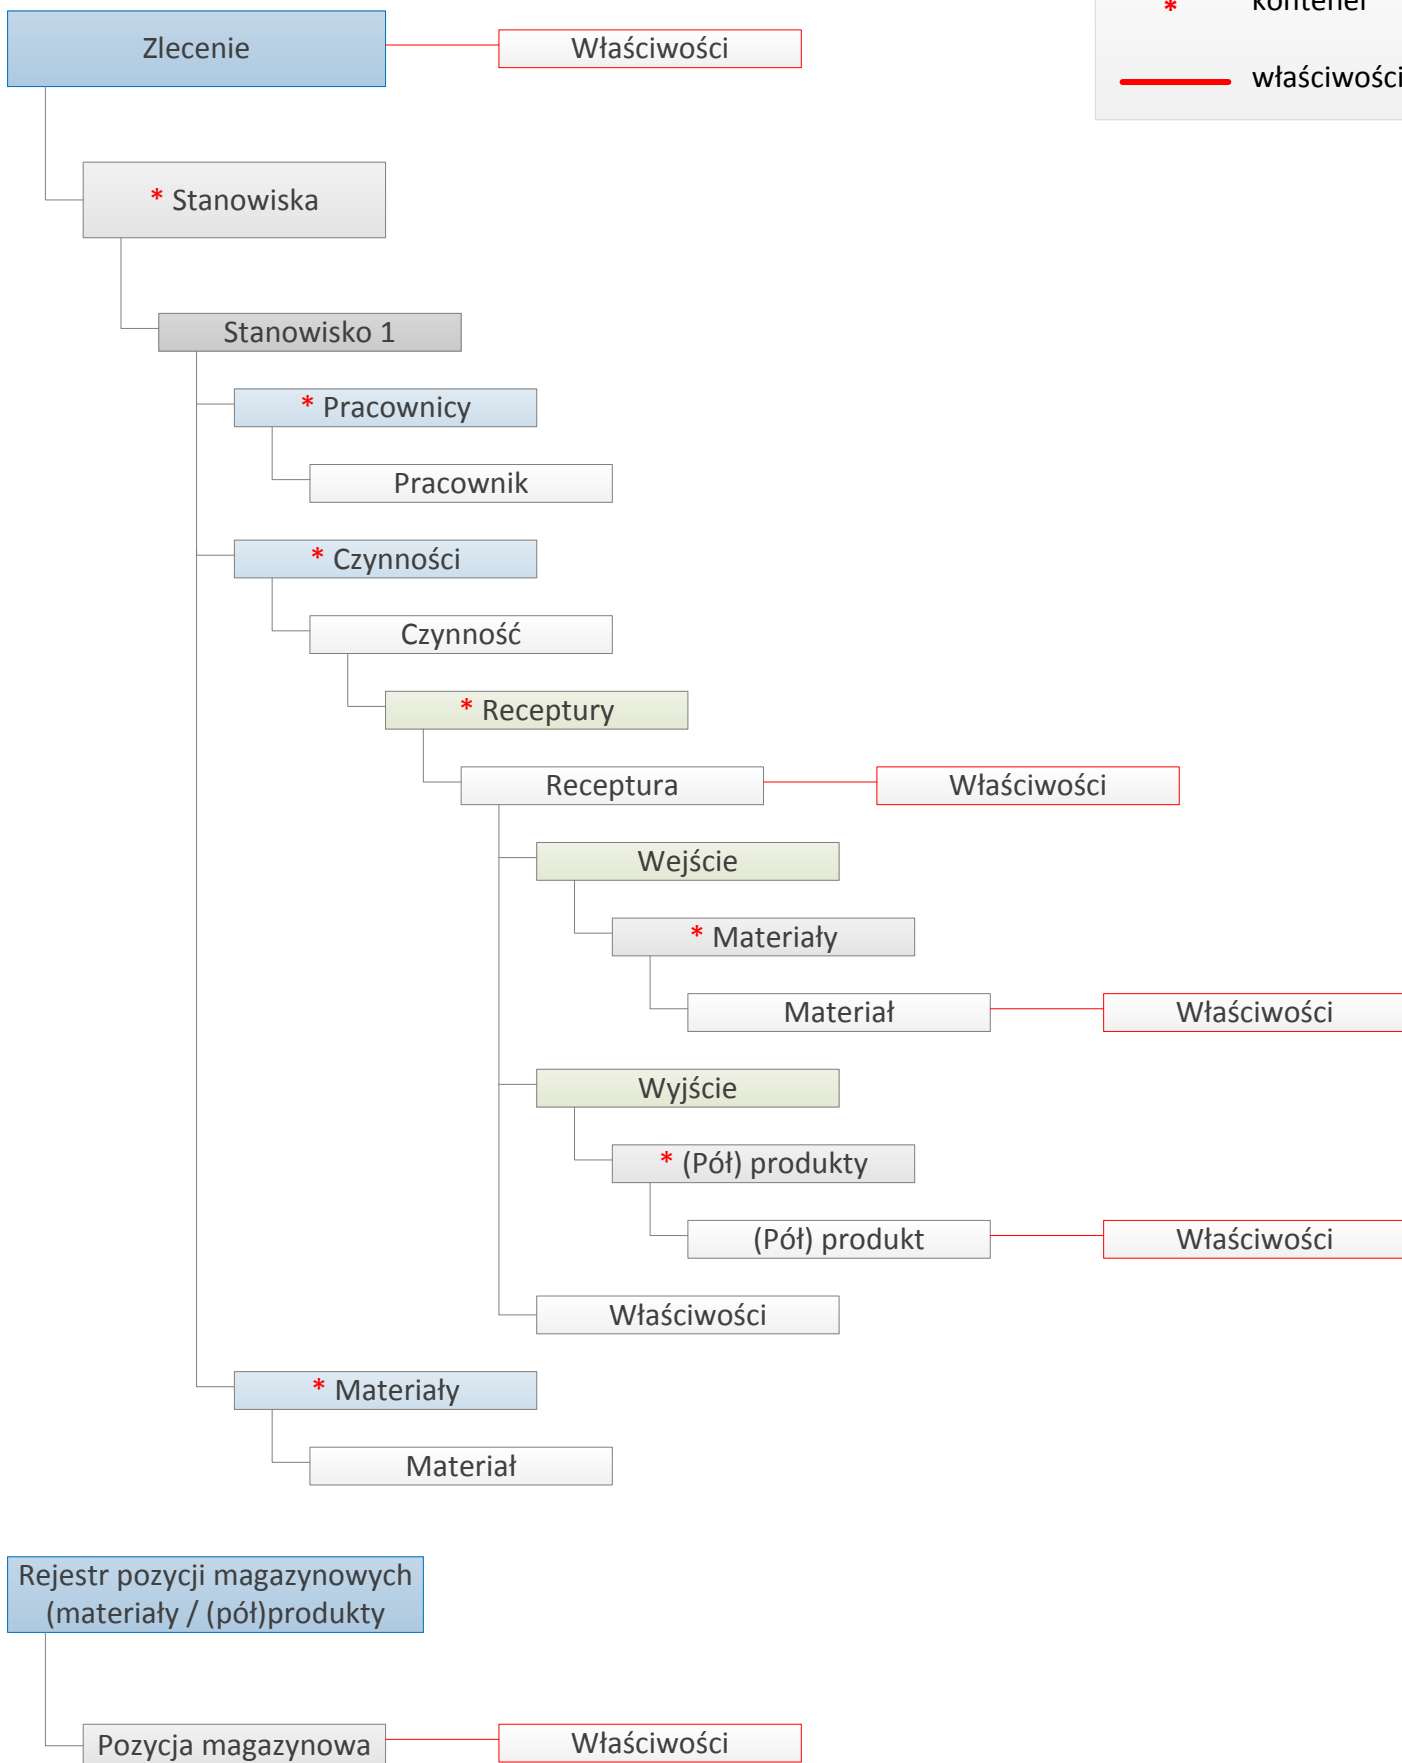 * kontener
Zlecenie
Właściwości
właściwości
* Stanowiska
Stanowisko 1
* Pracownicy
Pracownik
* Czynności
Czynność
* Receptury
Receptura
Właściwości
Wejście
* Materiały
Materiał
Właściwości
Wyjście
* (Pół) produkty
(Pół) produkt
Właściwości
Właściwości
* Materiały
Materiał
Rejestr pozycji magazynowych
(materiały / (pół)produkty
Pozycja magazynowa
Właściwości